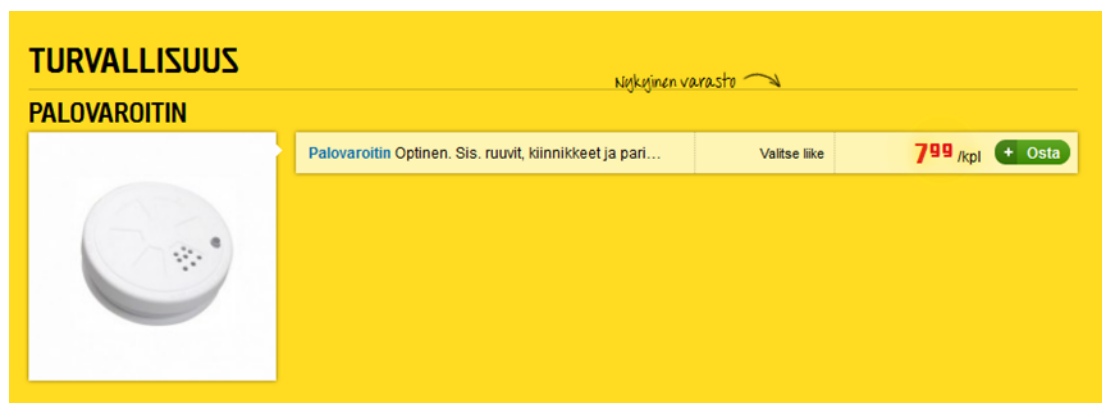 TURVALLISUUS
Nykyinen varasto
PALOVAROITIN
Palovaroitin Optinen. Sis. ruuvit, kiinnikkeet ja pari... Valitse liike 7⁹⁹ /kpl + Osta